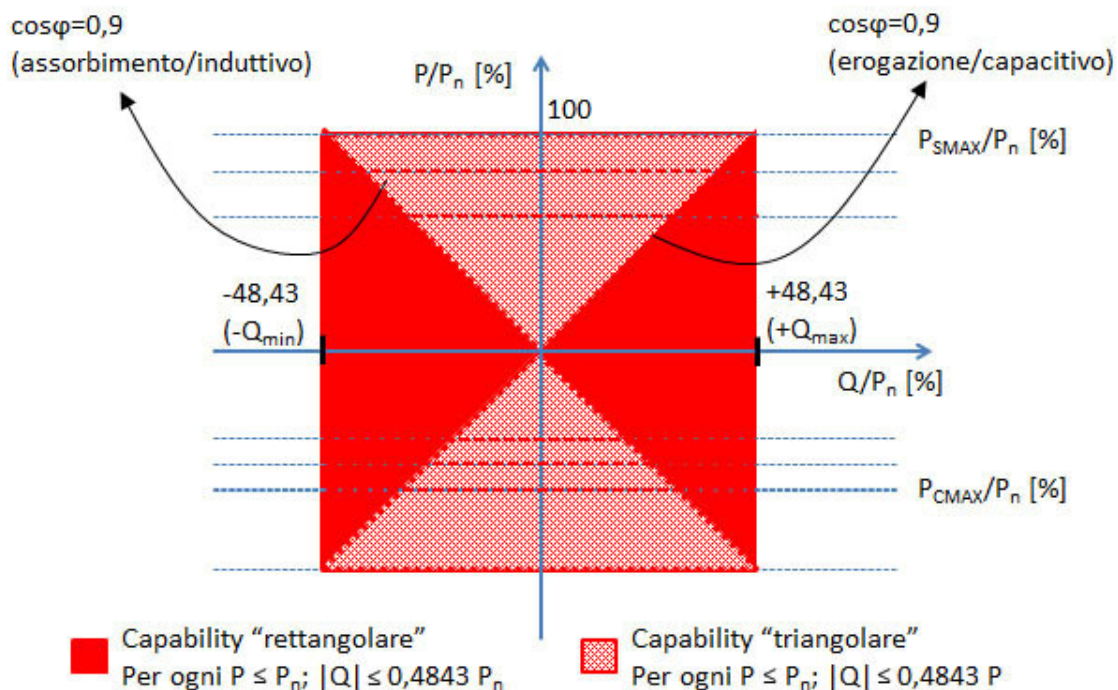 cosφ=0,9
(assorbimento/induttivo)
P/Pn [%]
cosφ=0,9
(erogazione/capacitivo)
100
PSMAX/Pn [%]
-48,43
(-Qmin)
+48,43
(+Qmax)
Q/Pn [%]
PCMAX/Pn [%]
Capability “rettangolare”
Per ogni P ≤ Pn; |Q| ≤ 0,4843 Pn
Capability “triangolare”
Per ogni P ≤ Pn; |Q| ≤ 0,4843 P